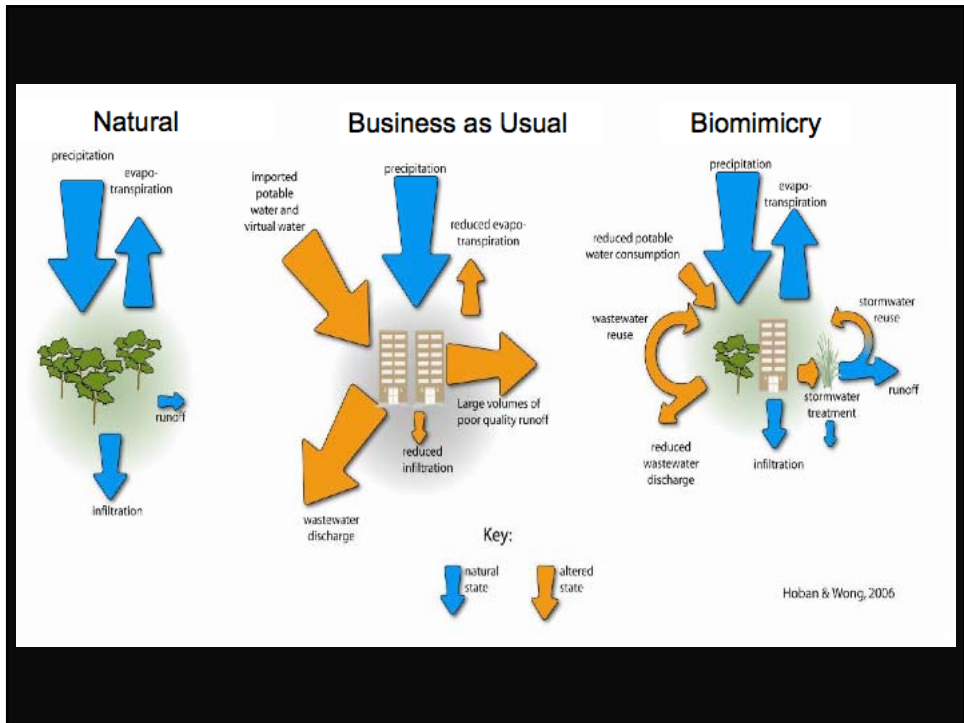 Natural
precipitation
evapo-
transpiration
runoff
infiltration
Business as Usual
imported
potable
water and
virtual water
precipitation
reduced evapo-
transpiration
Large volumes of
poor quality runoff
reduced
infiltration
wastewater
discharge
Biomimicry
precipitation
evapo-
transpiration
reduced potable
water consumption
wastewater
reuse
stormwater
reuse
runoff
stormwater
treatment
infiltration
reduced
wastewater
discharge
Key:
natural
state
altered
state
Hoban & Wong, 2006